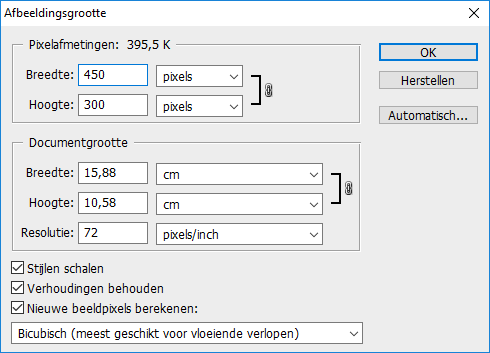 Afbeeldingsgrootte
Pixelafmetingen: 395,5 K
OK
Breedte: 450 pixels
Herstellen
Hoogte: 300 pixels
Automatisch...
Documentgrootte
Breedte: 15,88 cm
Hoogte: 10,58 cm
Resolutie: 72 pixels/inch
Stijlen schalen
Verhoudingen behouden
Nieuwe beeldpixels berekenen:
Bicubisch (meest geschikt voor vloeiende verlopen)